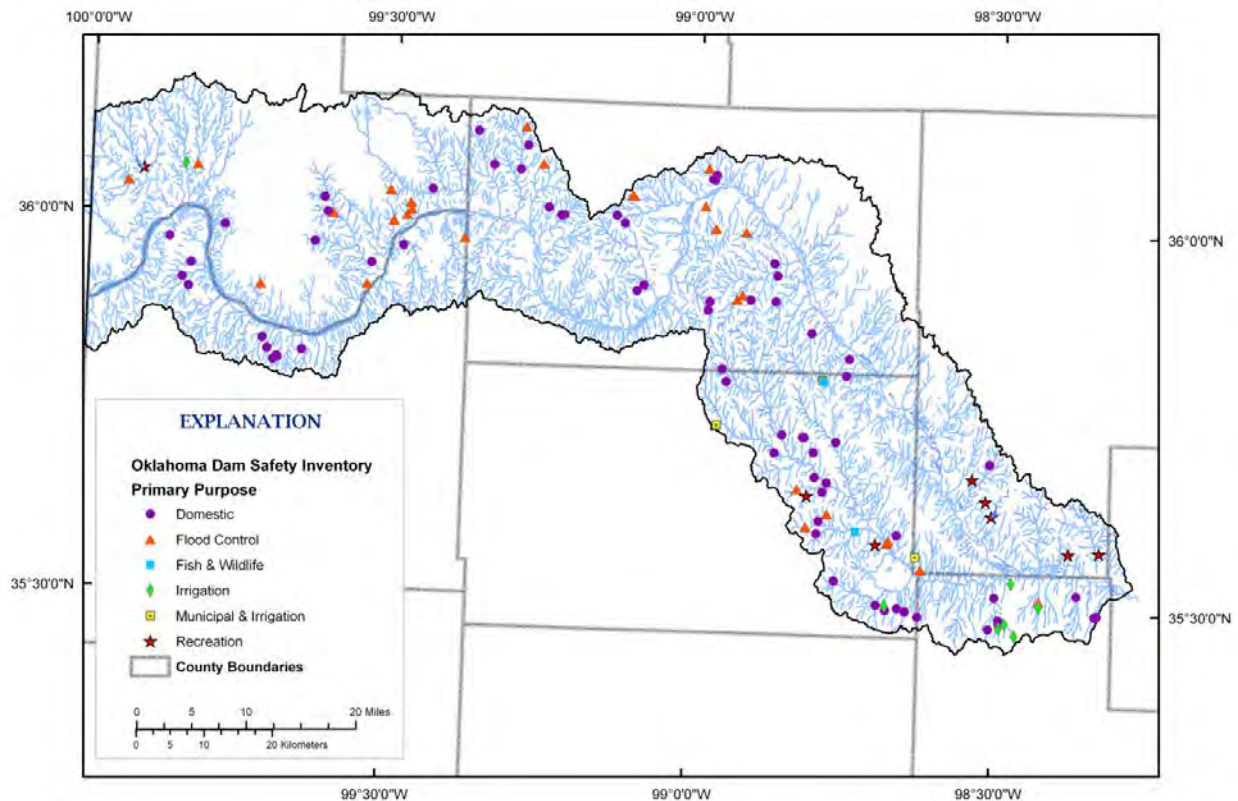 100°0'0"W 99°30'0"W 99°0'0"W 98°30'0"W
36°0'0"N
36°0'0"N
EXPLANATION
Oklahoma Dam Safety Inventory
Primary Purpose
Domestic
Flood Control
Fish & Wildlife
Irrigation
Municipal & Irrigation
Recreation
County Boundaries
0 5 10 20 Miles
0 5 10 20 Kilometers
35°30'0"N
35°30'0"N
99°30'0"W 99°0'0"W 98°30'0"W